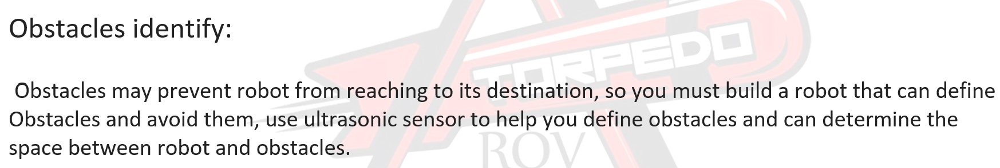 Obstacles identify:
Obstacles may prevent robot from reaching to its destination, so you must build a robot that can define
Obstacles and avoid them, use ultrasonic sensor to help you define obstacles and can determine the
space between robot and obstacles.
TORPEDO
ROV